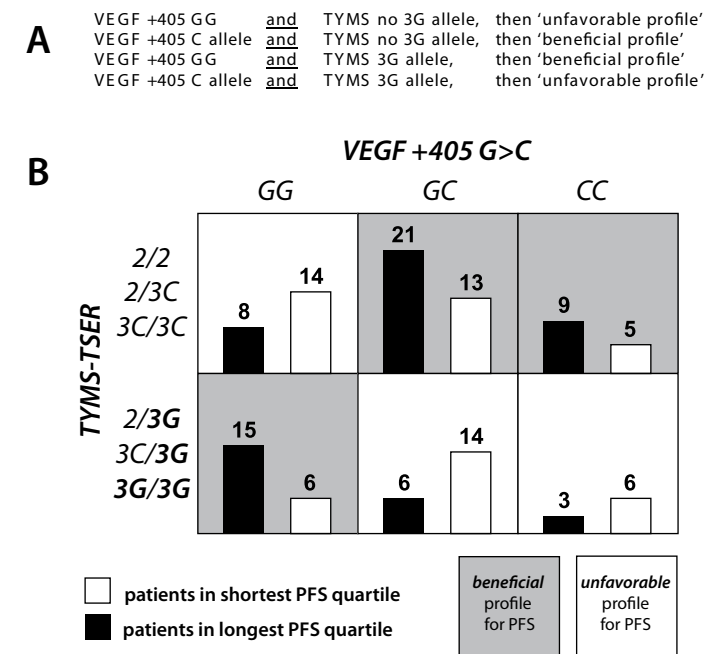 A
VEGF +405 GG and TYMS no 3G allele, then ‘unfavorable profile’
VEGF +405 C allele and TYMS no 3G allele, then ‘beneficial profile’
VEGF +405 GG and TYMS 3G allele, then ‘beneficial profile’
VEGF +405 C allele and TYMS 3G allele, then ‘unfavorable profile’
B
VEGF +405 G>C
GG GC CC
TYMS-TSER
2/2
2/3C
3C/3C
8 14 21 13 9 5
2/3G
3C/3G
3G/3G
15 6 6 14 3 6
patients in shortest PFS quartile
patients in longest PFS quartile
beneficial
profile
for PFS
unfavorable
profile
for PFS